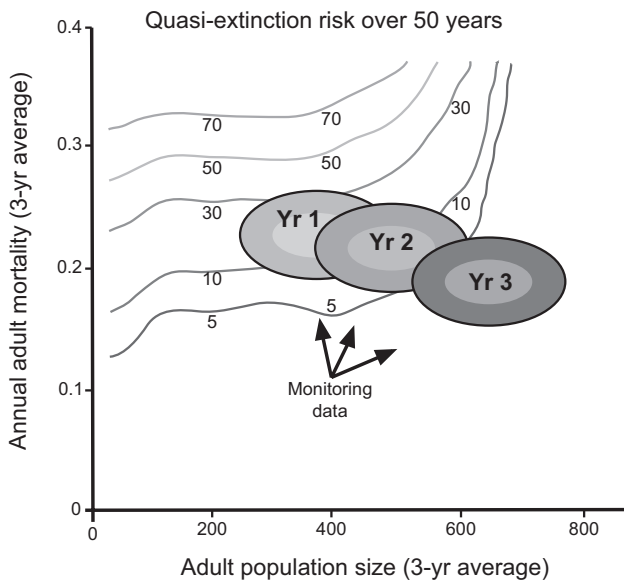 Quasi-extinction risk over 50 years
Annual adult mortality (3-yr average)
0.4
0.3
0.2
0.1
0
70
70
50
50
30
30
10
10
5
5
Yr 1
Yr 2
Yr 3
Monitoring
data
0
200
400
600
800
Adult population size (3-yr average)